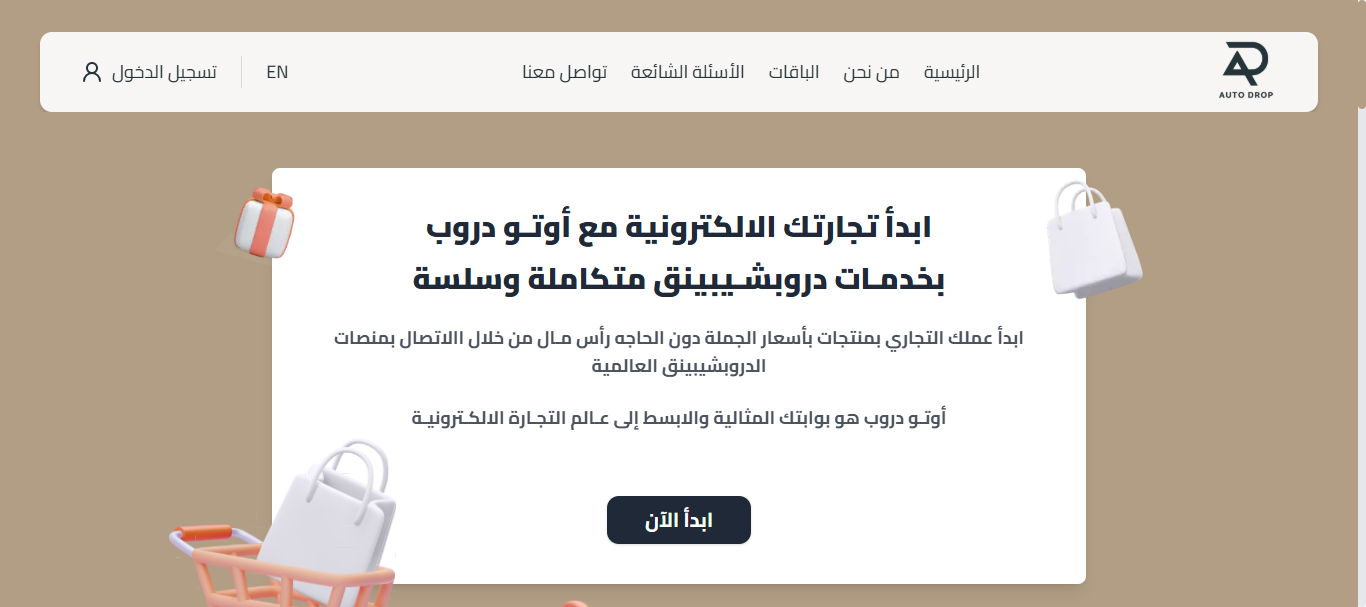 AUTO DROP
الرئيسية
من نحن
الباقات
الأسئلة الشائعة
تواصل معنا
EN
تسجيل الدخول
ابدأ تجارتك الالكترونية مع أوتـو دروب
بخدمـات دروبشـيبينق متكاملة وسلسة
ابدأ عملك التجاري بمنتجات بأسعار الجملة دون الحاجه رأس مـال من خلال االاتصال بمنصات
الدروبشيبينق العالمية
أوتـو دروب هو بوابتك المثالية والابسط إلى عـالم التجـارة الالكـترونيـة
ابدأ الآن